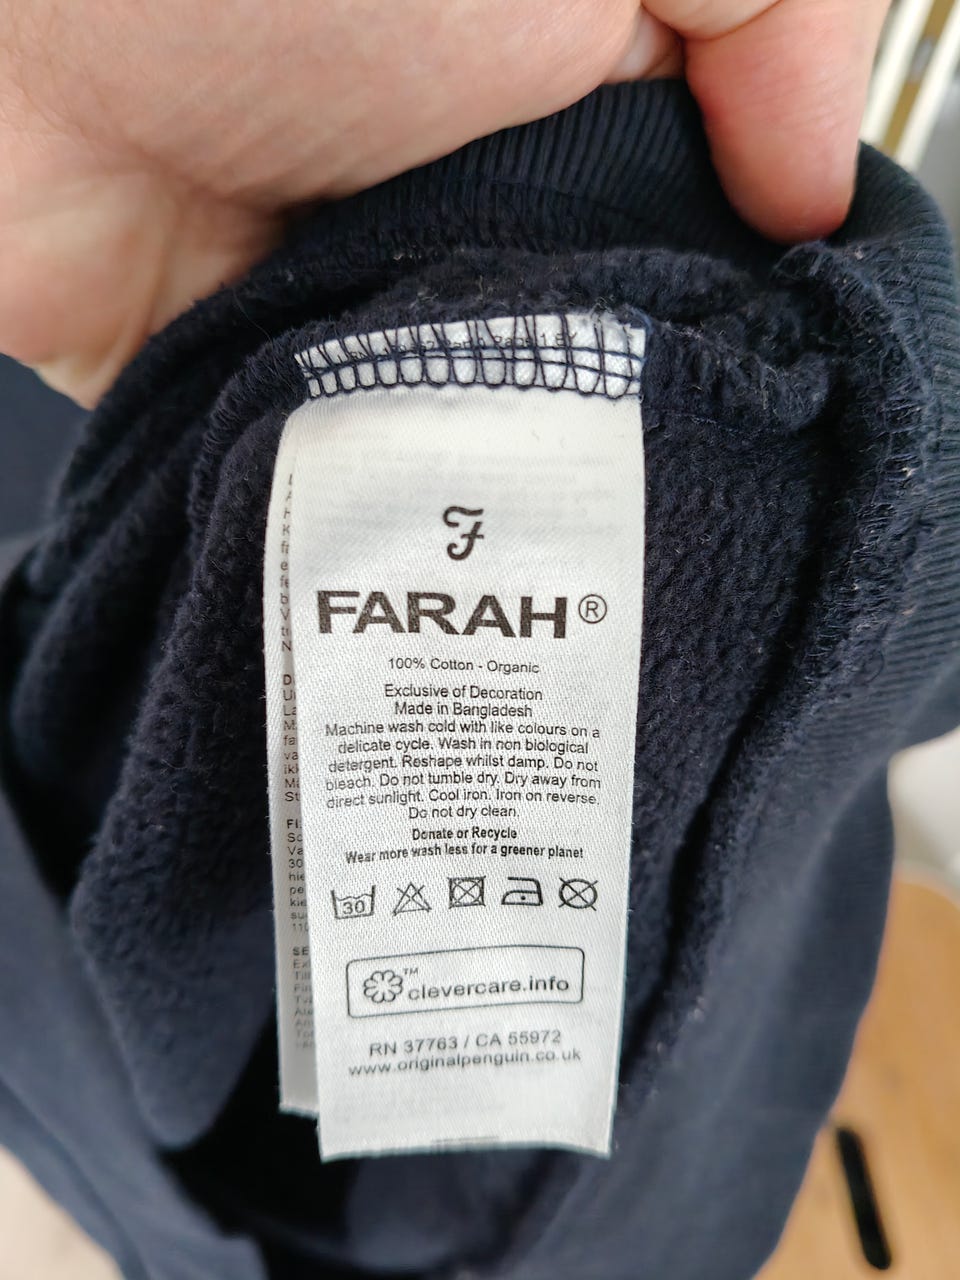 FARAH®
100% Cotton - Organic
Exclusive of Decoration
Made in Bangladesh
Machine wash cold with like colours on a
delicate cycle. Wash in non biological
detergent. Reshape whilst damp. Do not
bleach. Do not tumble dry. Dry away from
direct sunlight. Cool iron. Iron on reverse.
Do not dry clean.
Donate or Recycle
Wear more wash less for a greener planet
30
™ clevercare.info
RN 37763 / CA 55972
www.originalpenguin.co.uk